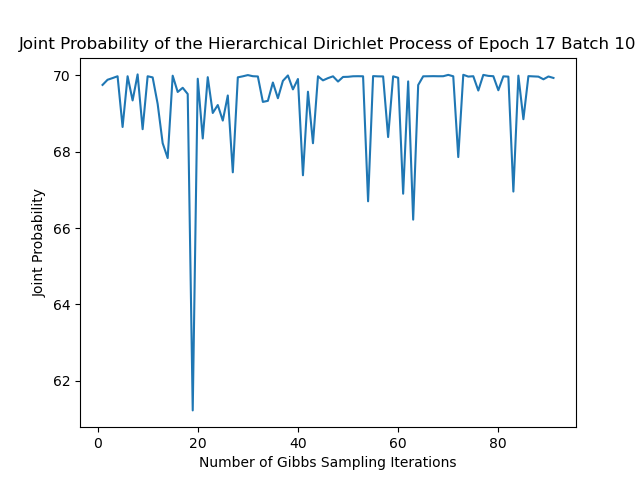 Joint Probability of the Hierarchical Dirichlet Process of Epoch 17 Batch 10
70
68
66
64
62
Joint Probability
0 20 40 60 80
Number of Gibbs Sampling Iterations